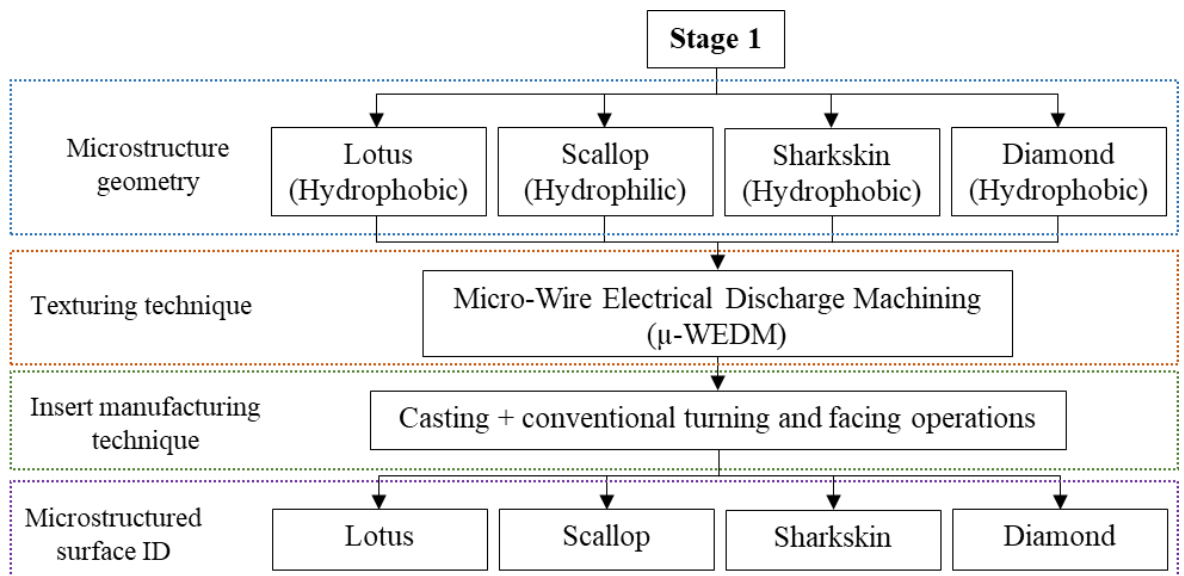 Stage 1
Microstructure
geometry
Lotus
(Hydrophobic)
Scallop
(Hydrophilic)
Sharkskin
(Hydrophobic)
Diamond
(Hydrophobic)
Texturing technique
Micro-Wire Electrical Discharge Machining
(μ-WEDM)
Insert manufacturing
technique
Casting + conventional turning and facing operations
Microstructured
surface ID
Lotus
Scallop
Sharkskin
Diamond